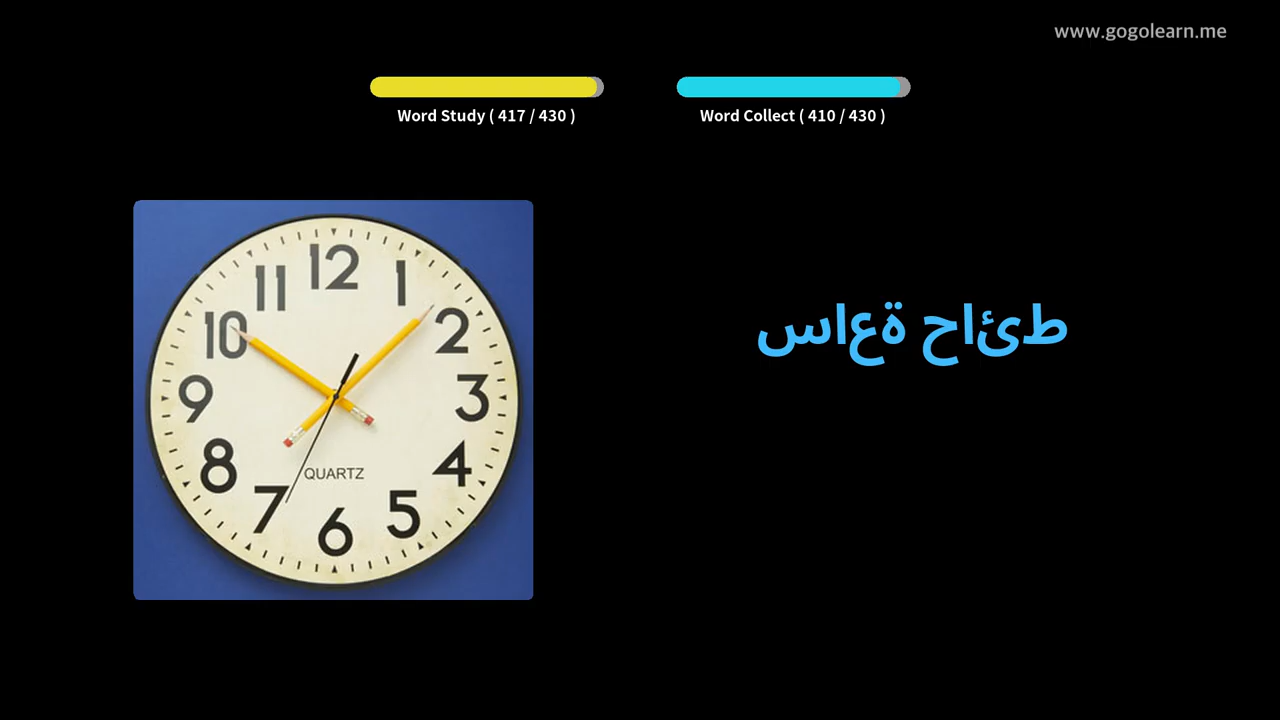 www.gogolearn.me
Word Study ( 417 / 430 )
Word Collect ( 410 / 430 )
ساعة حائط
12
1
2
3
4
5
6
7
8
9
10
11
QUARTZ